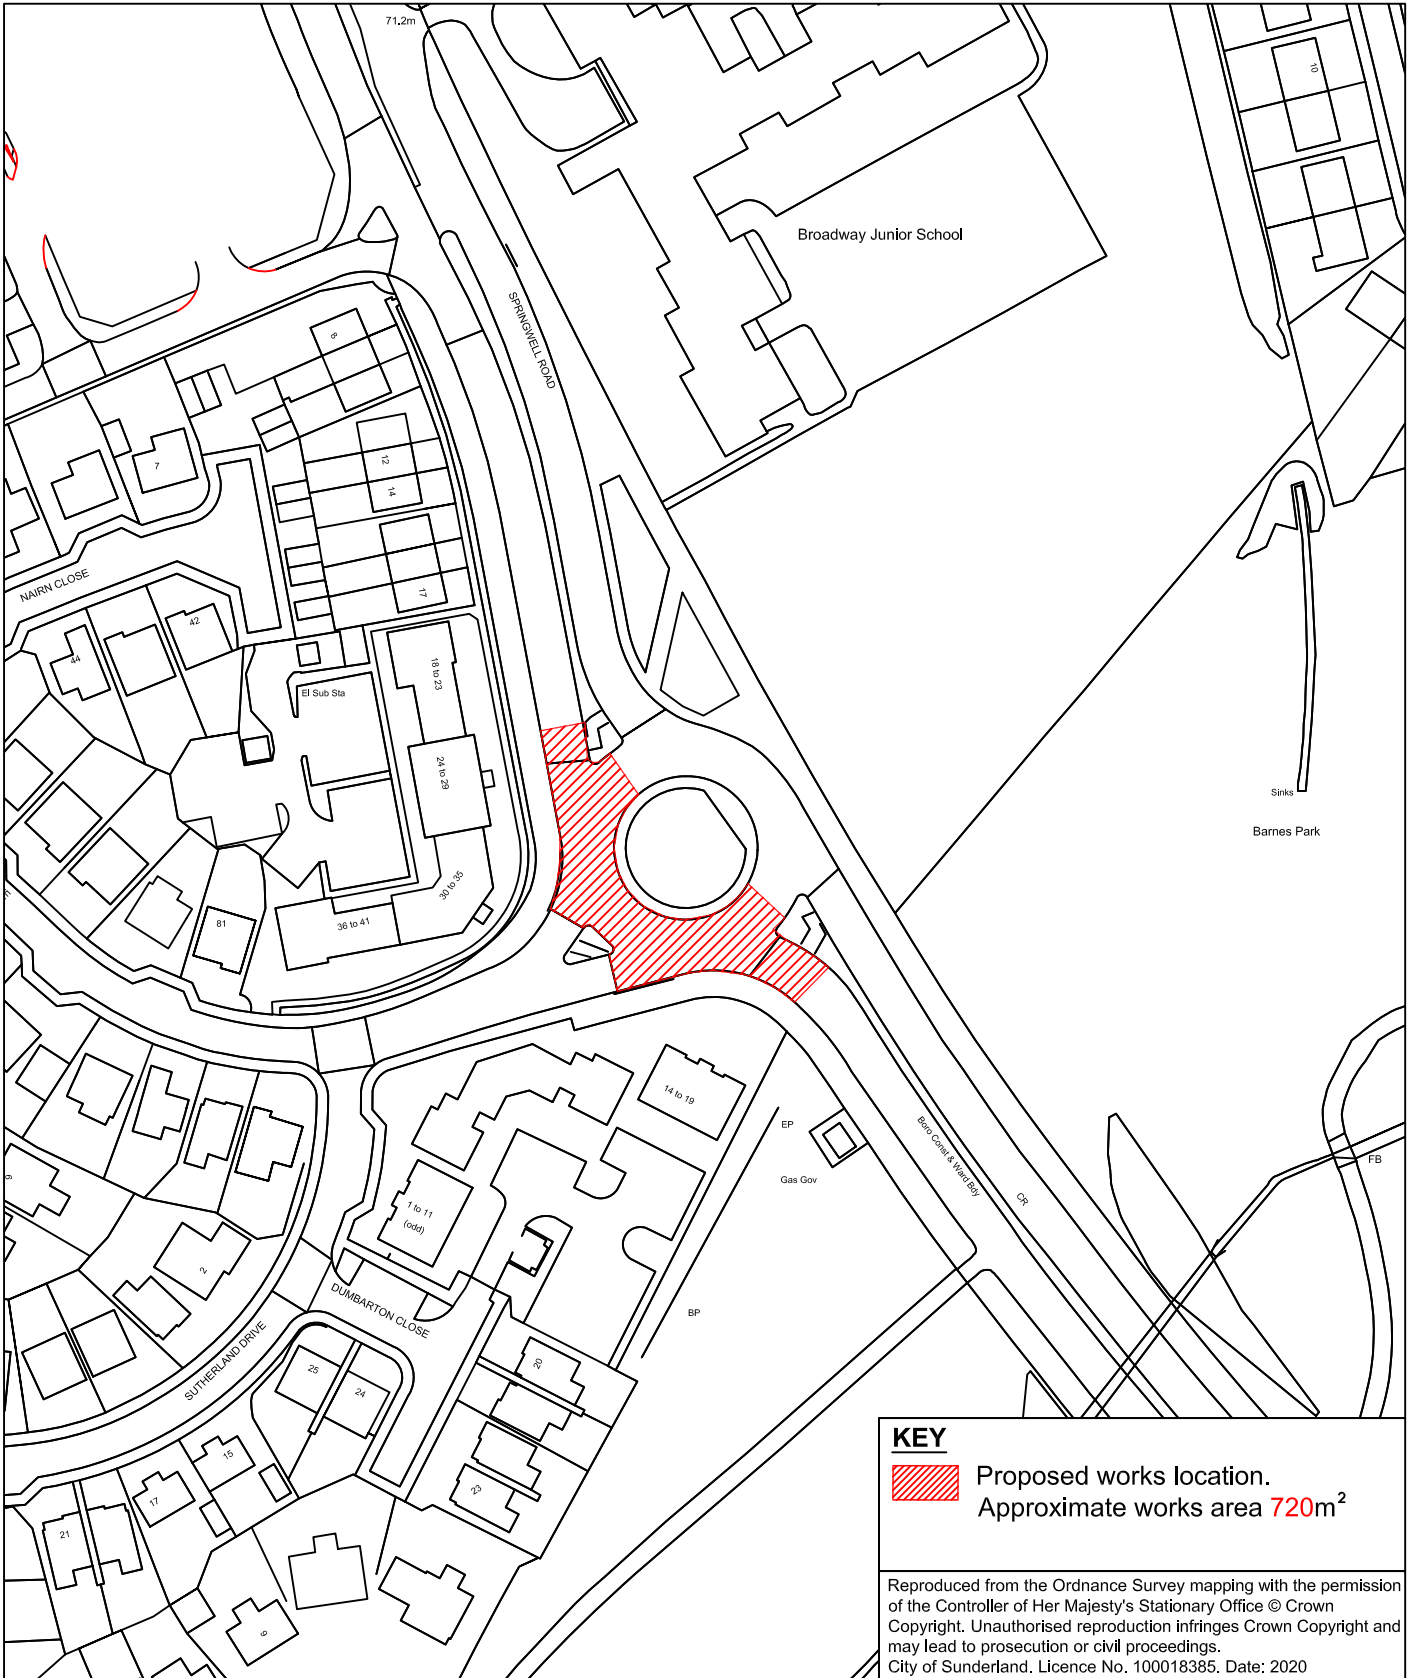 71.2m
10
Broadway Junior School
SPRINGWELL ROAD
8
7
12
14
NAIRN CLOSE
17
42
44
18 to 23
El Sub Sta
24 to 29
Sinks
Barnes Park
30 to 35
36 to 41
81
14 to 19
EP
Gas Gov
Boro Const & Ward Bdy
CR
FB
1 to 11
(odd)
9
2
DUMBARTON CLOSE
BP
SUTHERLAND DRIVE
20
25
24
15
17
23
21
9
KEY
Proposed works location.
Approximate works area 720m²
Reproduced from the Ordnance Survey mapping with the permission
of the Controller of Her Majesty's Stationary Office © Crown
Copyright. Unauthorised reproduction infringes Crown Copyright and
may lead to prosecution or civil proceedings.
City of Sunderland. Licence No. 100018385. Date: 2020